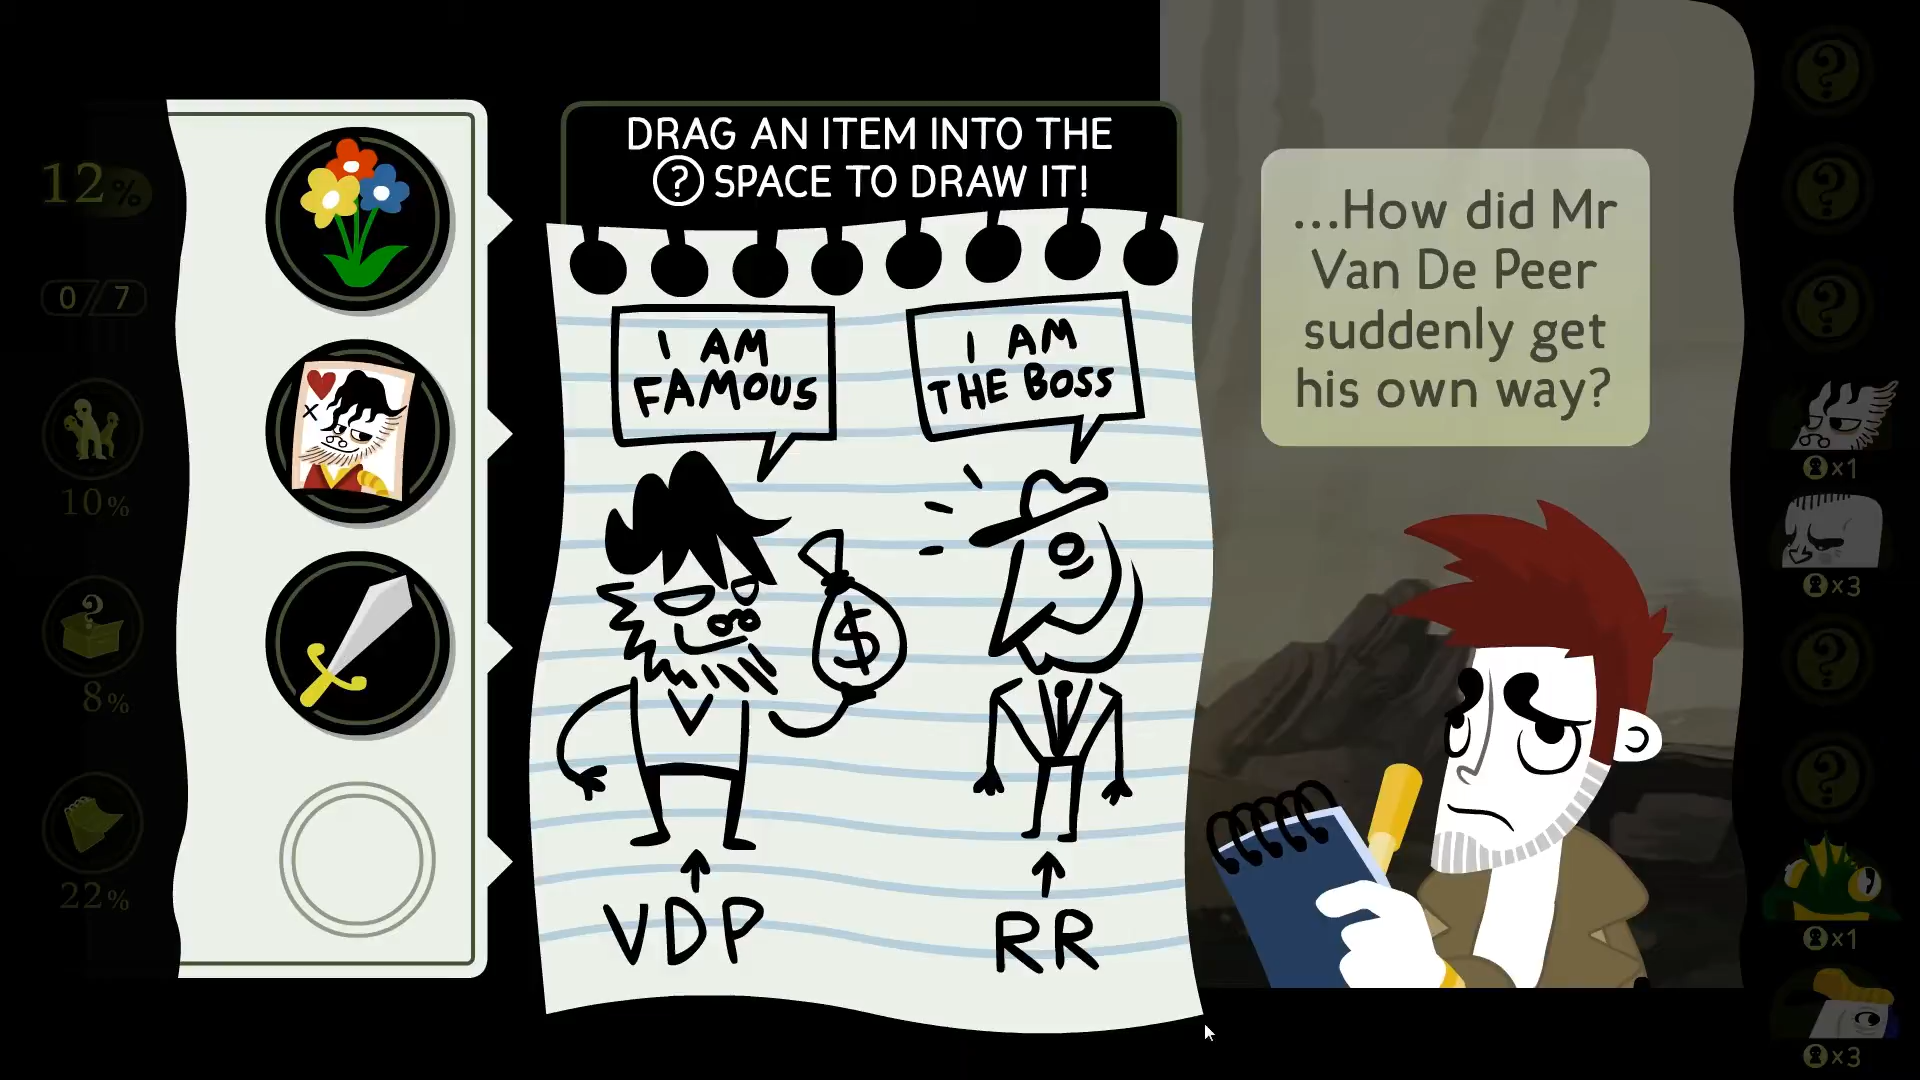 12%
0/7
10%
8%
22%
X
DRAG AN ITEM INTO THE
? SPACE TO DRAW IT!
I AM
FAMOUS
I AM
THE BOSS
$
VDP
RR
...How did Mr
Van De Peer
suddenly get
his own way?
?
?
?
x1
x3
?
?
x1
x3